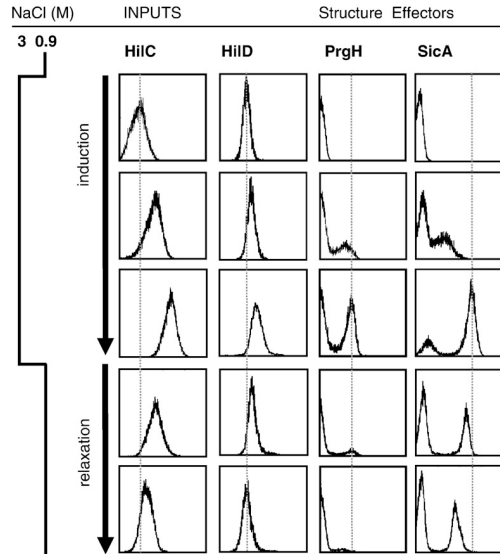 NaCl (M) INPUTS Structure Effectors
3 0.9
HilC HilD PrgH SicA
induction
relaxation